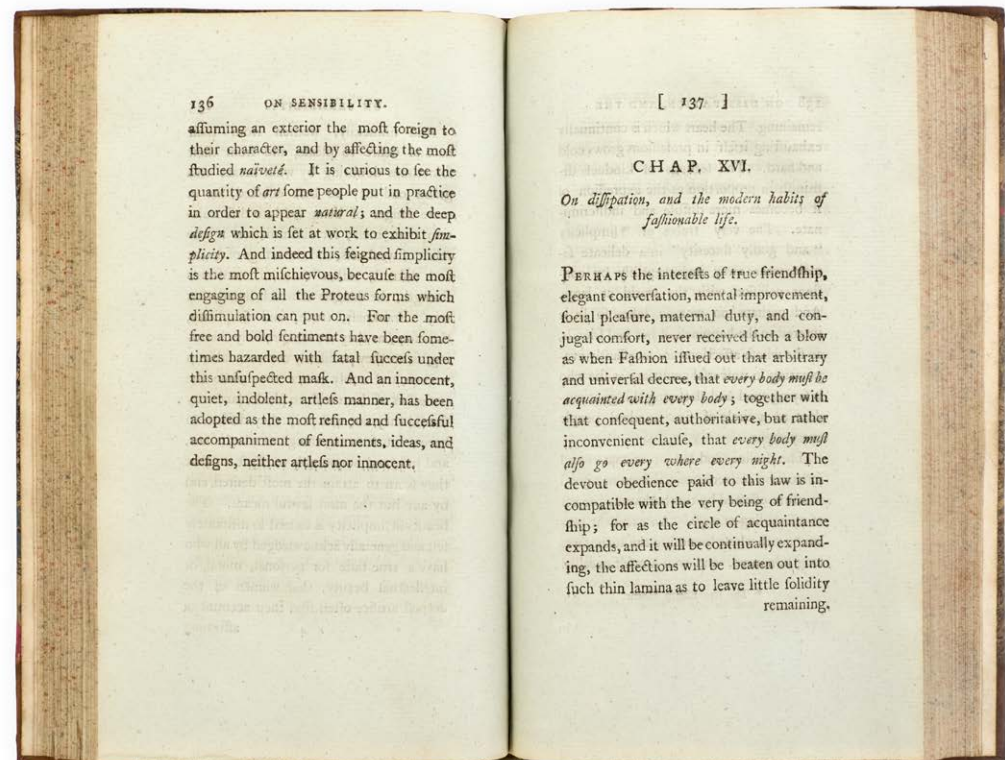 136 ON SENSIBILITY.
aſſuming an exterior the moſt foreign to
their character, and by affecting the moſt
ſtudied naïveté. It is curious to ſee the
quantity of art ſome people put in practice
in order to appear natural; and the deep
deſign which is ſet at work to exhibit ſim-
plicity. And indeed this feigned ſimplicity
is the moſt miſchievous, becauſe the moſt
engaging of all the Proteus forms which
diſſimulation can put on. For the moſt
free and bold ſentiments have been ſome-
times hazarded with fatal ſucceſs under
this unſuſpected maſk. And an innocent,
quiet, indolent, artleſs manner, has been
adopted as the moſt refined and ſucceſsful
accompaniment of ſentiments, ideas, and
deſigns, neither artleſs nor innocent.
[ 137 ]
CHAP. XVI.
On diſſipation, and the modern habits of
faſhionable life.
PERHAPS the intereſts of true friendſhip,
elegant converſation, mental improvement,
ſocial pleaſure, maternal duty, and con-
jugal comfort, never received ſuch a blow
as when Faſhion iſſued out that arbitrary
and univerſal decree, that every body muſt be
acquainted with every body; together with
that conſequent, authoritative, but rather
inconvenient clauſe, that every body muſt
alſo go every where every night. The
devout obedience paid to this law is in-
compatible with the very being of friend-
ſhip; for as the circle of acquaintance
expands, and it will be continually expand-
ing, the affections will be beaten out into
ſuch thin lamina as to leave little ſolidity
remaining.